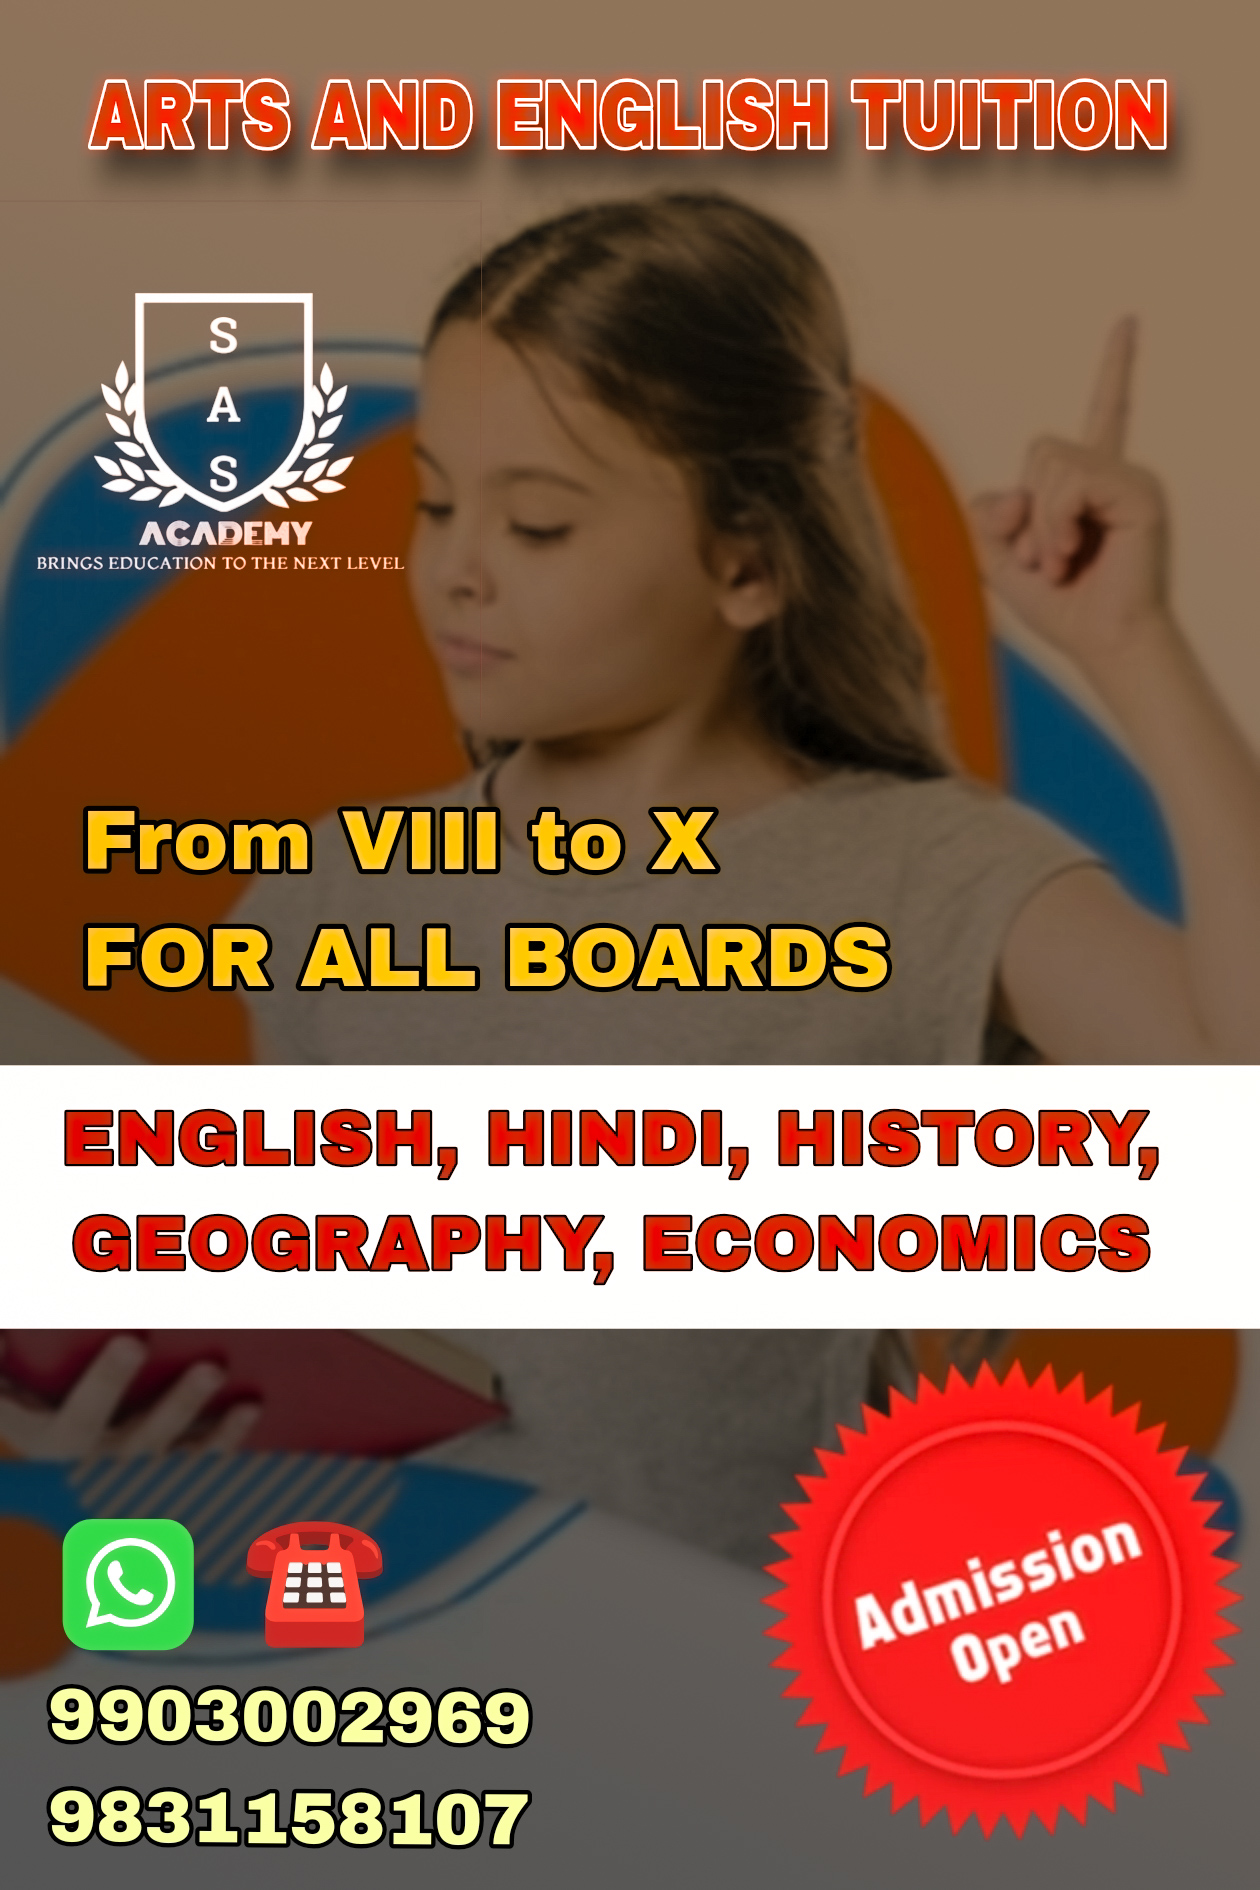 ARTS AND ENGLISH TUITION
S
A
S
ACADEMY
BRINGS EDUCATION TO THE NEXT LEVEL
From VIII to X
FOR ALL BOARDS
ENGLISH, HINDI, HISTORY,
GEOGRAPHY, ECONOMICS
Admission
Open
9903002969
9831158107